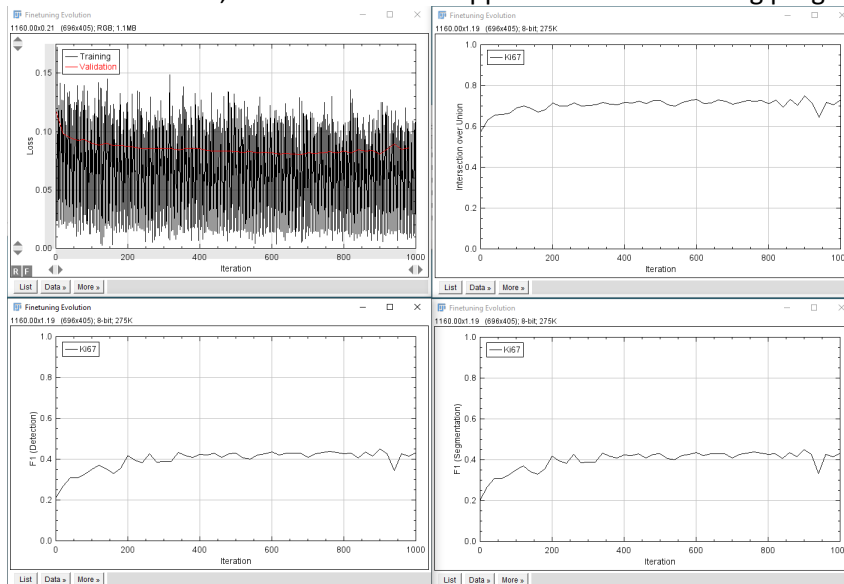 Finetuning Evolution
1160.00x0.21 (696x405); RGB; 1.1MB
Training
Validation
0.15
0.10
0.05
0.00
Loss
0 200 400 600 800 1000
Iteration
R F
List Data » More »
Finetuning Evolution
1160.00x1.19 (696x405); 8-bit; 275K
Ki67
1.0
0.8
0.6
0.4
0.2
0.0
Intersection over Union
0 200 400 600 800 1000
Iteration
List Data » More »
Finetuning Evolution
1160.00x1.19 (696x405); 8-bit; 275K
Ki67
1.0
0.8
0.6
0.4
0.2
0.0
F1 (Detection)
0 200 400 600 800 1000
Iteration
List Data » More »
Finetuning Evolution
1160.00x1.19 (696x405); 8-bit; 275K
Ki67
1.0
0.8
0.6
0.4
0.2
0.0
F1 (Segmentation)
0 200 400 600 800 1000
Iteration
List Data » More »